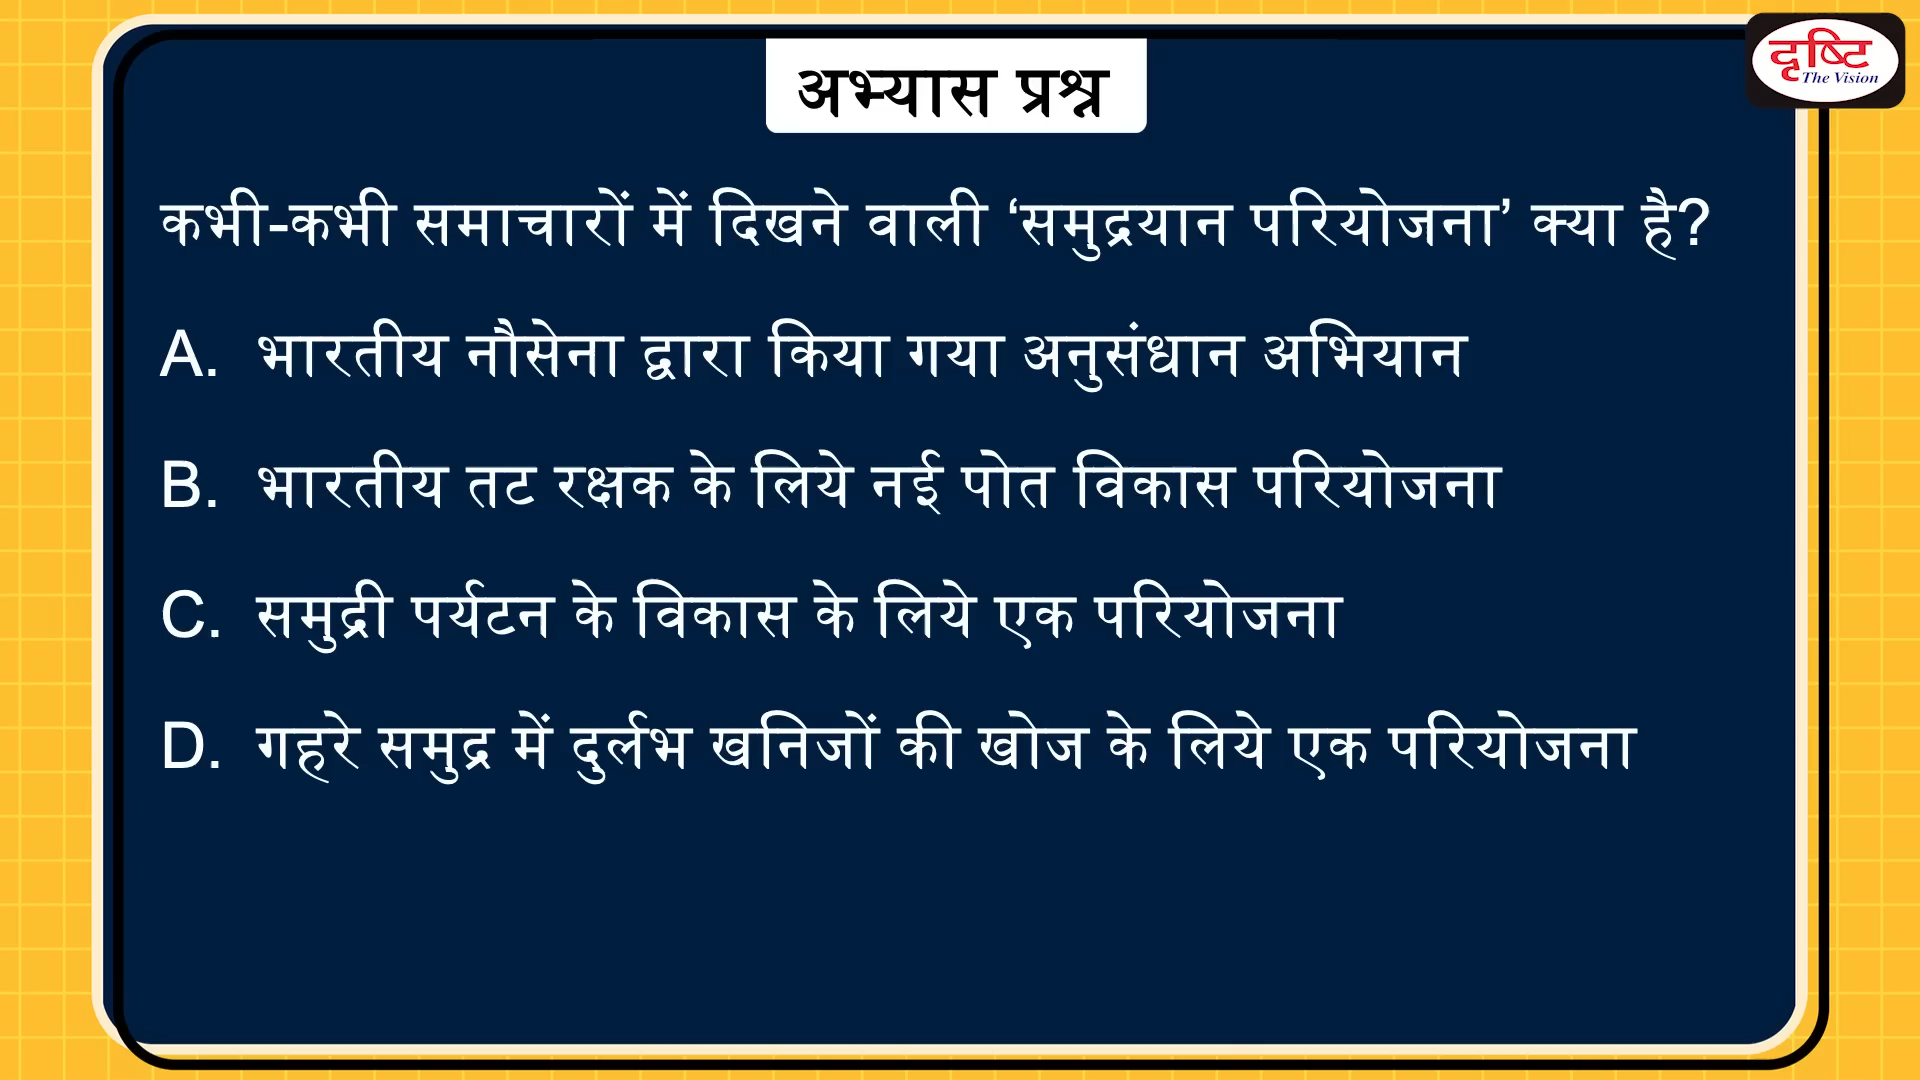 दृष्टि
The Vision
अभ्यास प्रश्न
कभी-कभी समाचारों में दिखने वाली ‘समुद्रयान परियोजना’ क्या है?
A. भारतीय नौसेना द्वारा किया गया अनुसंधान अभियान
B. भारतीय तट रक्षक के लिये नई पोत विकास परियोजना
C. समुद्री पर्यटन के विकास के लिये एक परियोजना
D. गहरे समुद्र में दुर्लभ खनिजों की खोज के लिये एक परियोजना